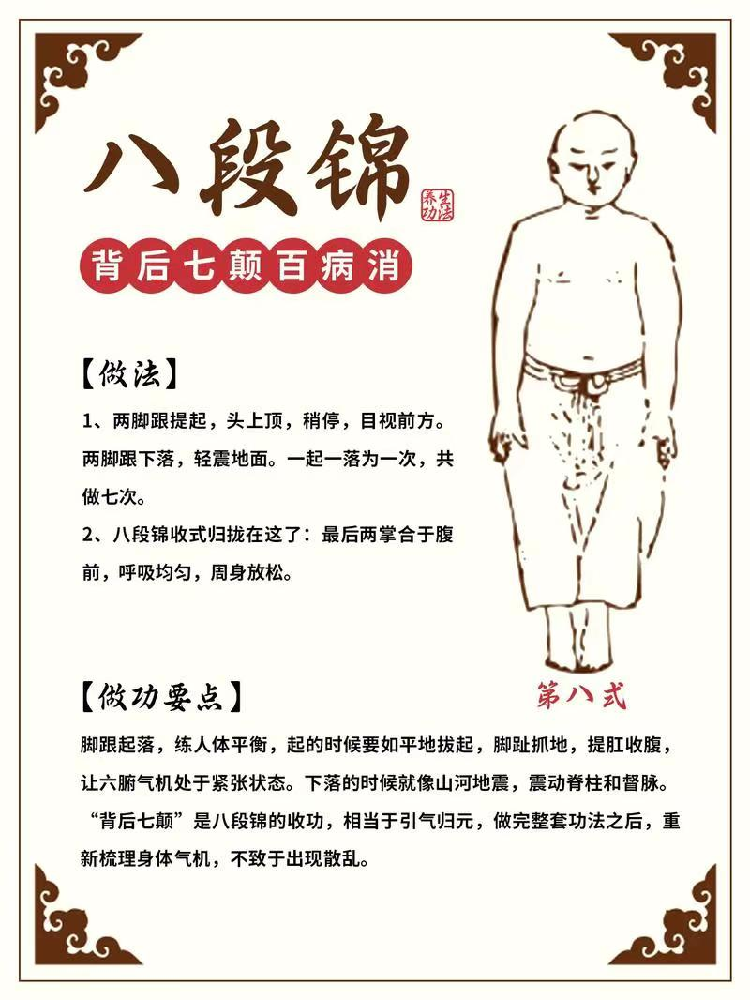 八段锦
养生
功法
背后七颠百病消
【做法】
1、两脚跟提起，头上顶，稍停，目视前方。
两脚跟下落，轻震地面。一起一落为一次，共
做七次。
2、八段锦收式归拢在这了：最后两掌合于腹
前，呼吸均匀，周身放松。
第八式
【做功要点】
脚跟起落，练人体平衡，起的时候要如平地拔起，脚趾抓地，提肛收腹，
让六腑气机处于紧张状态。下落的时候就像山河地震，震动脊柱和督脉。
“背后七颠”是八段锦的收功，相当于引气归元，做完整套功法之后，重
新梳理身体气机，不致于出现散乱。